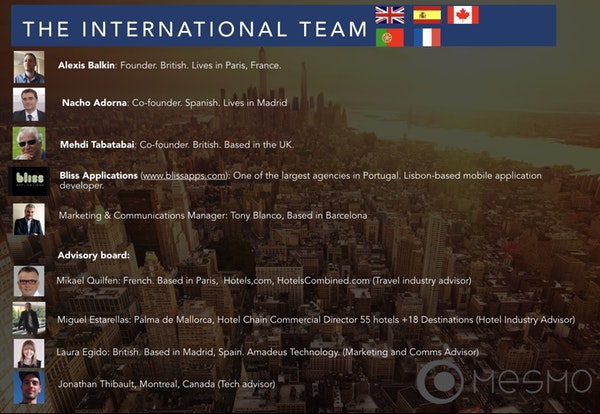 THE INTERNATIONAL TEAM
Alexis Balkin: Founder. British. Lives in Paris, France.
Nacho Adorna: Co-founder. Spanish. Lives in Madrid
Mehdi Tabatabai: Co-founder. British. Based in the UK.
bliss
APPLICATIONS
Bliss Applications (www.blissapps.com): One of the largest agencies in Portugal. Lisbon-based mobile application
developer.
Marketing & Communications Manager: Tony Blanco, Based in Barcelona
Advisory board:
Mikael Quilfen: French. Based in Paris, Hotels,com, HotelsCombined.com (Travel industry advisor)
Miguel Estarellas: Palma de Mallorca, Hotel Chain Commercial Director 55 hotels +18 Destinations (Hotel Industry Advisor)
Laura Egido: British. Based in Madrid, Spain. Amadeus Technology. (Marketing and Comms Advisor)
Jonathan Thibault, Montreal, Canada (Tech advisor)
MESMO